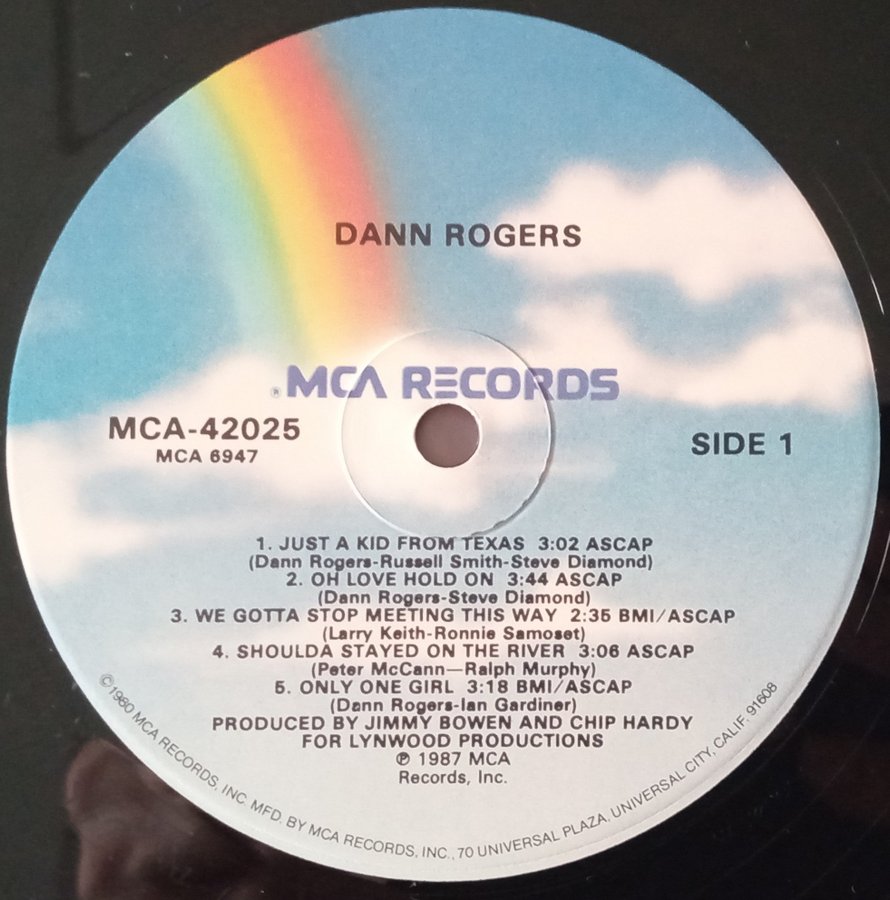 DANN ROGERS
® MCA RECORDS
MCA-42025
MCA 6947
SIDE 1
1. JUST A KID FROM TEXAS 3:02 ASCAP
(Dann Rogers-Russell Smith-Steve Diamond)
2. OH LOVE HOLD ON 3:44 ASCAP
(Dann Rogers-Steve Diamond)
3. WE GOTTA STOP MEETING THIS WAY 2:35 BMI/ASCAP
(Larry Keith-Ronnie Samoset)
4. SHOULDA STAYED ON THE RIVER 3:06 ASCAP
(Peter McCann—Ralph Murphy)
5. ONLY ONE GIRL 3:18 BMI/ASCAP
(Dann Rogers-Ian Gardiner)
PRODUCED BY JIMMY BOWEN AND CHIP HARDY
FOR LYNWOOD PRODUCTIONS
℗ 1987 MCA
Records, Inc.
©1980 MCA RECORDS, INC. MFD. BY MCA RECORDS, INC., 70 UNIVERSAL PLAZA, UNIVERSAL CITY, CALIF. 91608